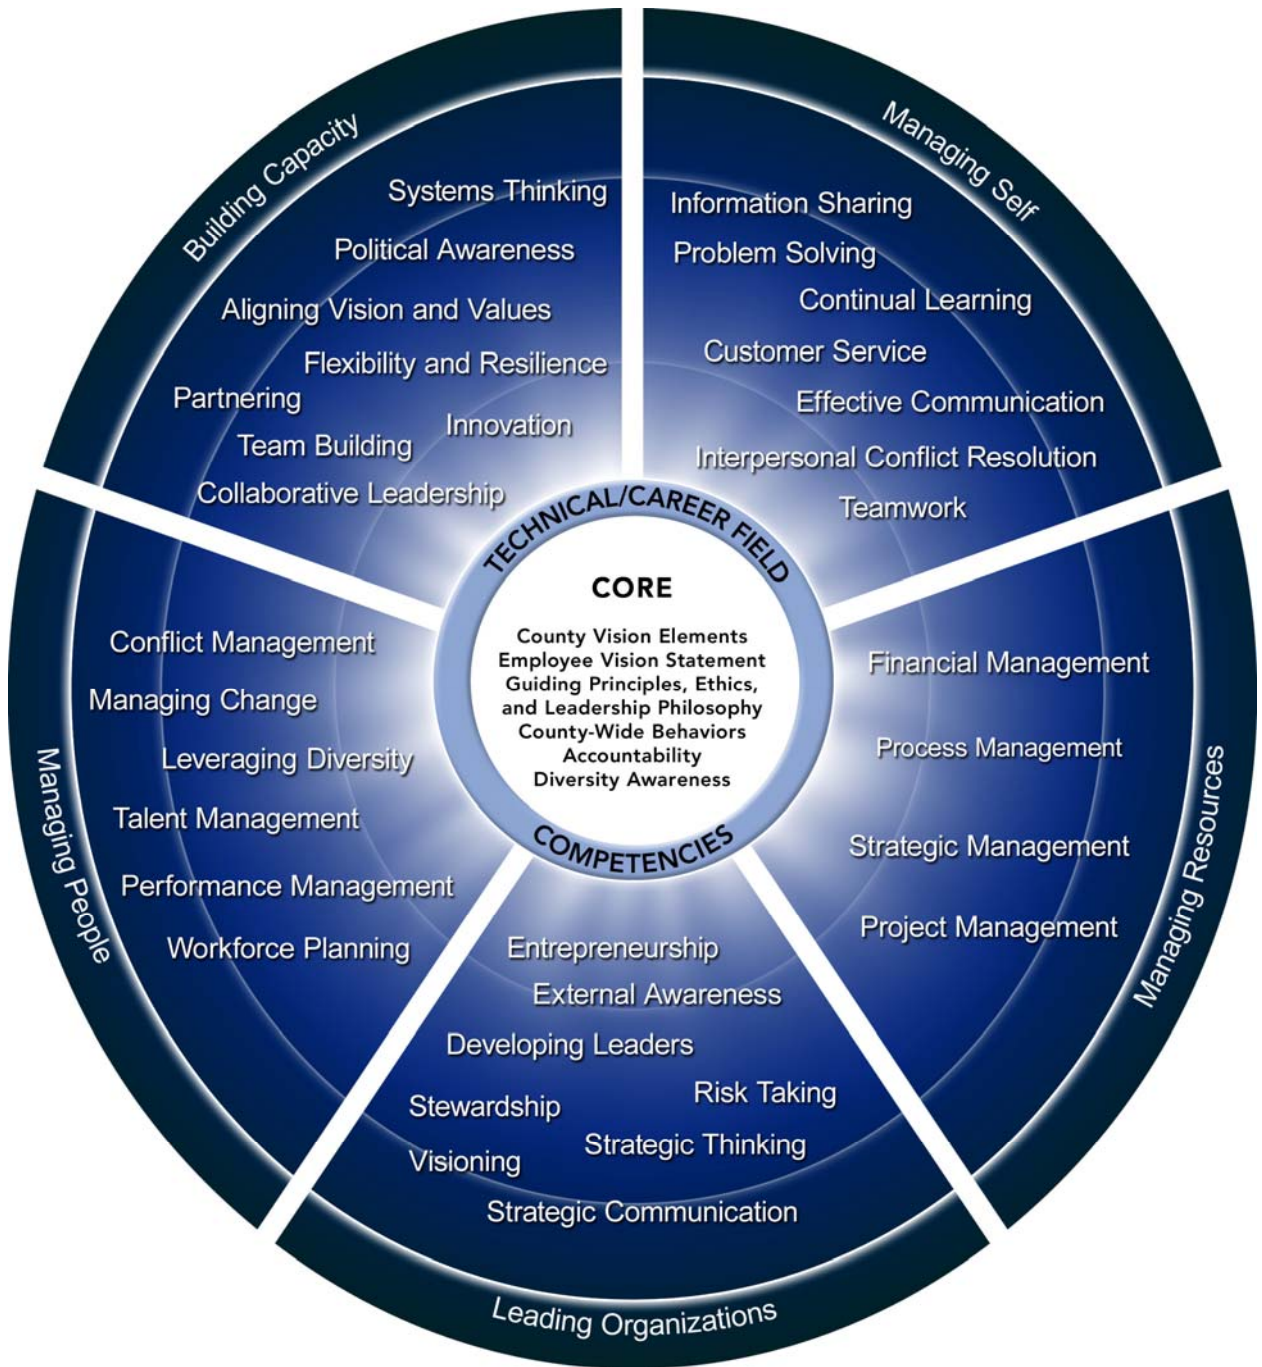 Building Capacity
Systems Thinking
Political Awareness
Aligning Vision and Values
Flexibility and Resilience
Partnering
Innovation
Team Building
Collaborative Leadership
Managing Self
Information Sharing
Problem Solving
Continual Learning
Customer Service
Effective Communication
Interpersonal Conflict Resolution
Teamwork
TECHNICAL/CAREER FIELD
CORE
County Vision Elements
Employee Vision Statement
Guiding Principles, Ethics,
and Leadership Philosophy
County-Wide Behaviors
Accountability
Diversity Awareness
COMPETENCIES
Managing People
Conflict Management
Managing Change
Leveraging Diversity
Talent Management
Performance Management
Workforce Planning
Managing Resources
Financial Management
Process Management
Strategic Management
Project Management
Entrepreneurship
External Awareness
Developing Leaders
Risk Taking
Stewardship
Strategic Thinking
Visioning
Strategic Communication
Leading Organizations